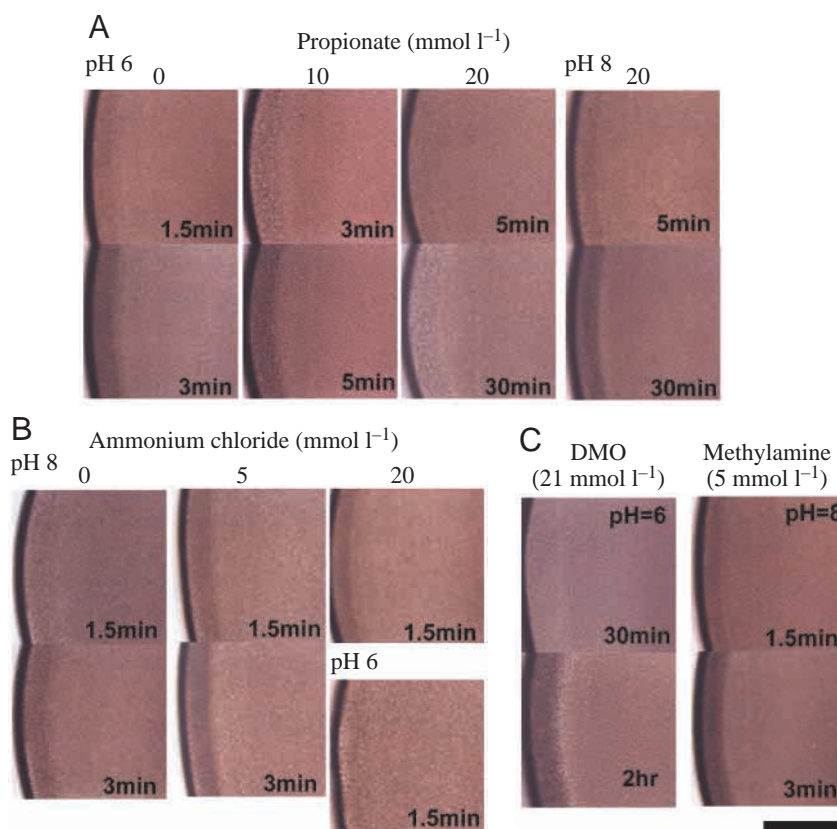 A
Propionate (mmol l⁻¹)
pH 6
0
10
20
pH 8
20
1.5min
3min
5min
5min
3min
5min
30min
30min
B
Ammonium chloride (mmol l⁻¹)
pH 8
0
5
20
1.5min
1.5min
1.5min
3min
3min
pH 6
1.5min
C
DMO
(21 mmol l⁻¹)
Methylamine
(5 mmol l⁻¹)
pH=6
pH=8
30min
1.5min
2hr
3min